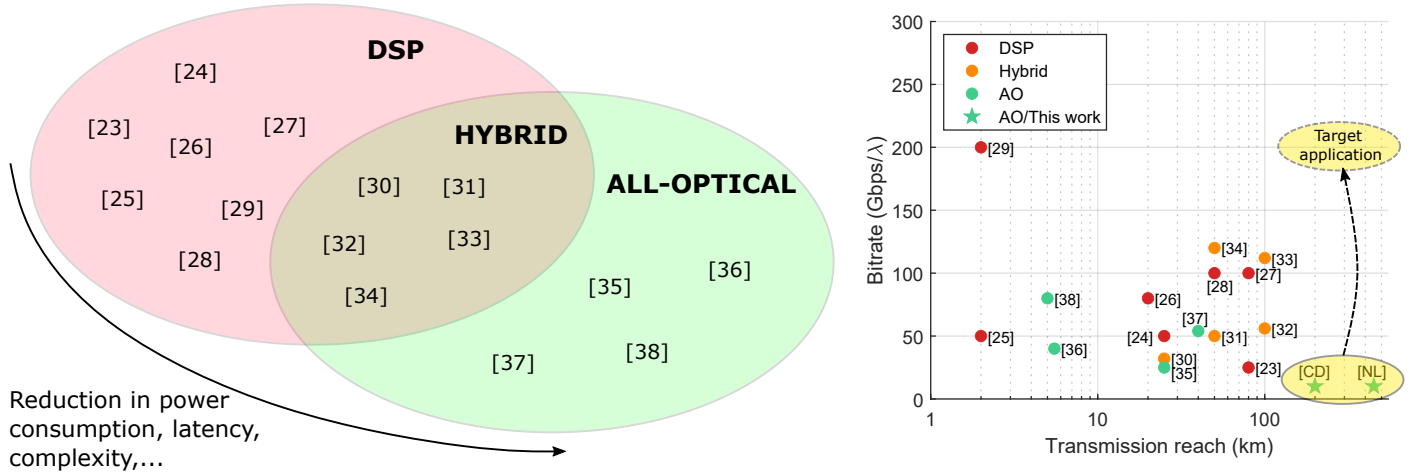 DSP
[24]
[23]
[27]
[26]
HYBRID
[30]
[31]
ALL-OPTICAL
[25]
[29]
[32]
[33]
[28]
[36]
[35]
[34]
[37]
[38]
Reduction in power
consumption, latency,
complexity,...
300
250
200
150
100
50
0
Bitrate (Gbps/λ)
DSP
Hybrid
AO
AO/This work
Target
application
[29]
[34]
[33]
[28]
[27]
[38]
[26]
[37]
[25]
[36]
[24]
[31]
[32]
[30]
[35]
[23]
[CD]
[NL]
1
10
100
Transmission reach (km)